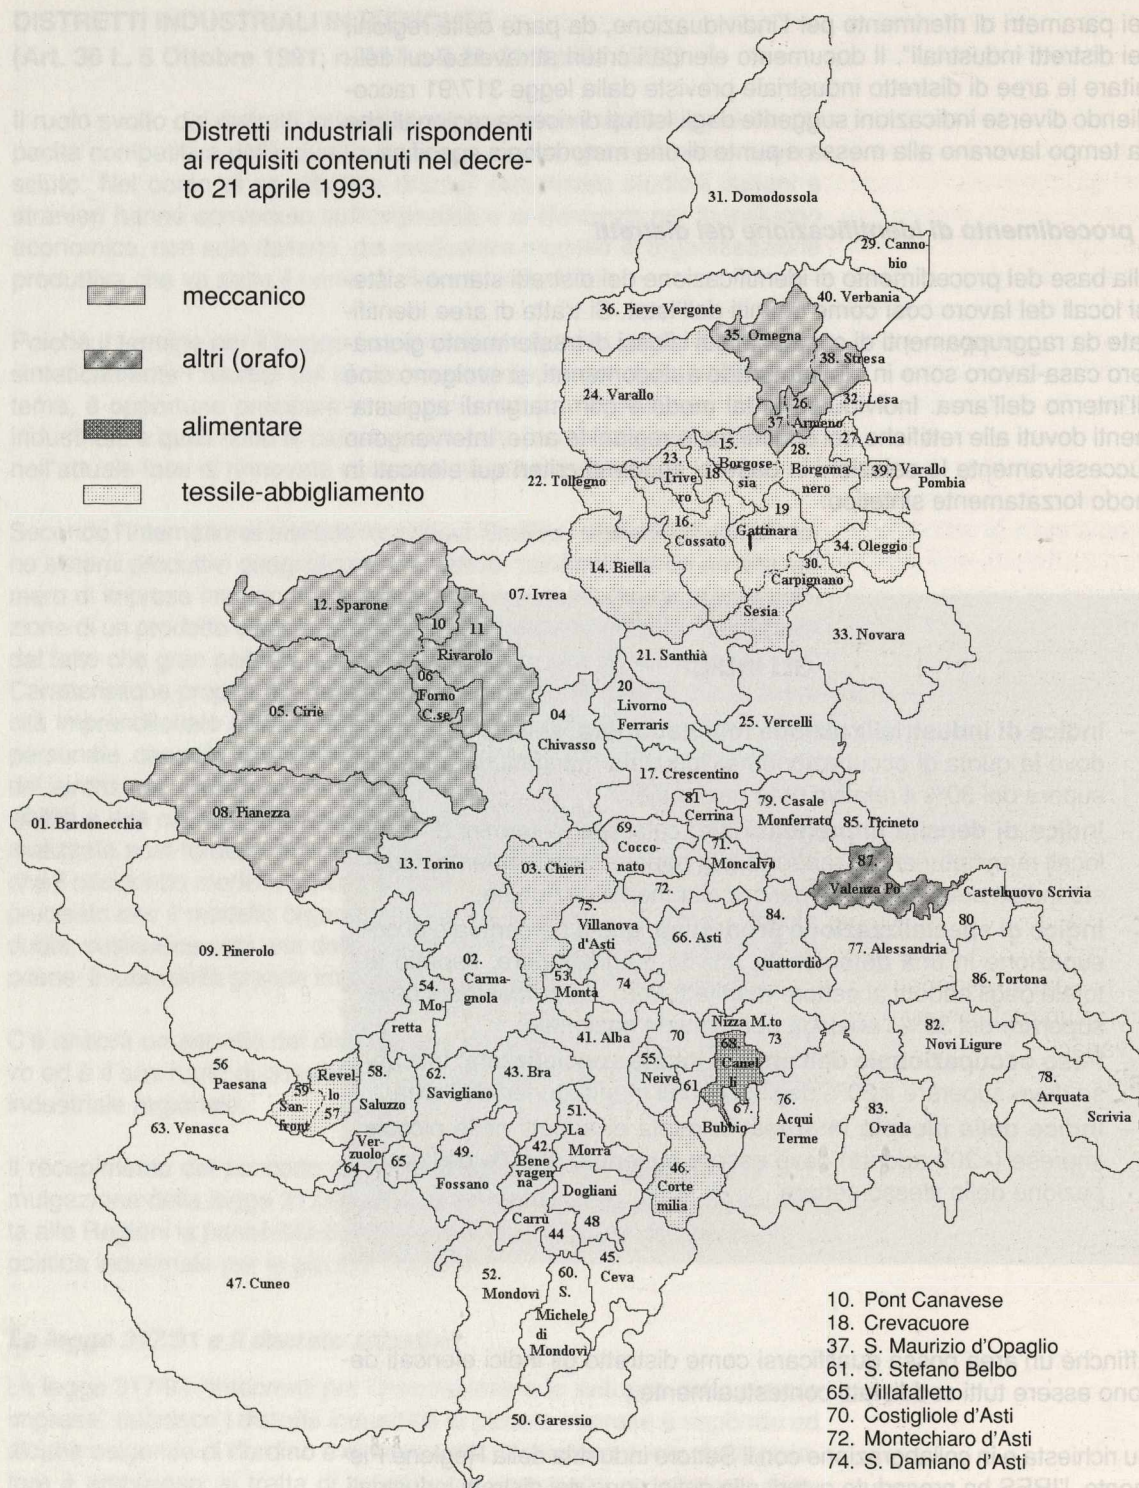 Distretti industriali rispondenti
ai requisiti contenuti nel decre-
to 21 aprile 1993.
meccanico
altri (orafo)
alimentare
tessile-abbigliamento
31. Domodossola
29. Canno
bio
40. Verbania
36. Pieve Vergonte
35. Omegna
38. Stresa
24. Varallo
32. Lesa
26.
37. Armeno
27. Arona
15.
Borgose-
sia
28.
Borgoma-
nero
39. Varallo
Pombia
23.
Trive
ro
18
22. Tollegno
19
Gattinara
16.
Cossato
34. Oleggio
14. Biella
30.
Carpignano
Sesia
07. Ivrea
12. Sparone
10
11
Rivarolo
33. Novara
21. Santhià
06
Forno
C.se
05. Ciriè
20
Livorno
Ferraris
04
Chivasso
25. Vercelli
17. Crescentino
08. Pianezza
01. Bardonecchia
81
Cerrina
79. Casale
Monferrato
85. Ticineto
69.
Cocco-
nato
71.
Moncalvo
13. Torino
03. Chieri
87.
Valenza Po
Castelnuovo Scrivia
72.
75.
Villanova
d'Asti
66. Asti
84.
Quattordio
80
77. Alessandria
09. Pinerolo
02.
Carma-
gnola
53.
Montà
74
86. Tortona
54.
Mo-
retta
41. Alba
70
Nizza M.to
73
82.
Novi Ligure
68.
Canel
li
56
Paesana
Revel-
lo
57
59
San-
front
58.
Saluzzo
62.
Savigliano
43. Bra
55.
Neive
61
67.
Bubbio
76.
Acqui
Terme
83.
Ovada
78.
Arquata
Scrivia
63. Venasca
51.
La
Morra
Ver-
zuolo
64
65
49.
Fossano
42.
Bene
vagen
na
46.
Corte
milia
Dogliani
48
Carrù
44
45.
Ceva
47. Cuneo
52.
Mondovì
60.
S.
Michele
di
Mondovì
50. Garessio
10. Pont Canavese
18. Crevacuore
37. S. Maurizio d'Opaglio
61. S. Stefano Belbo
65. Villafalletto
70. Costigliole d'Asti
72. Montechiaro d'Asti
74. S. Damiano d'Asti